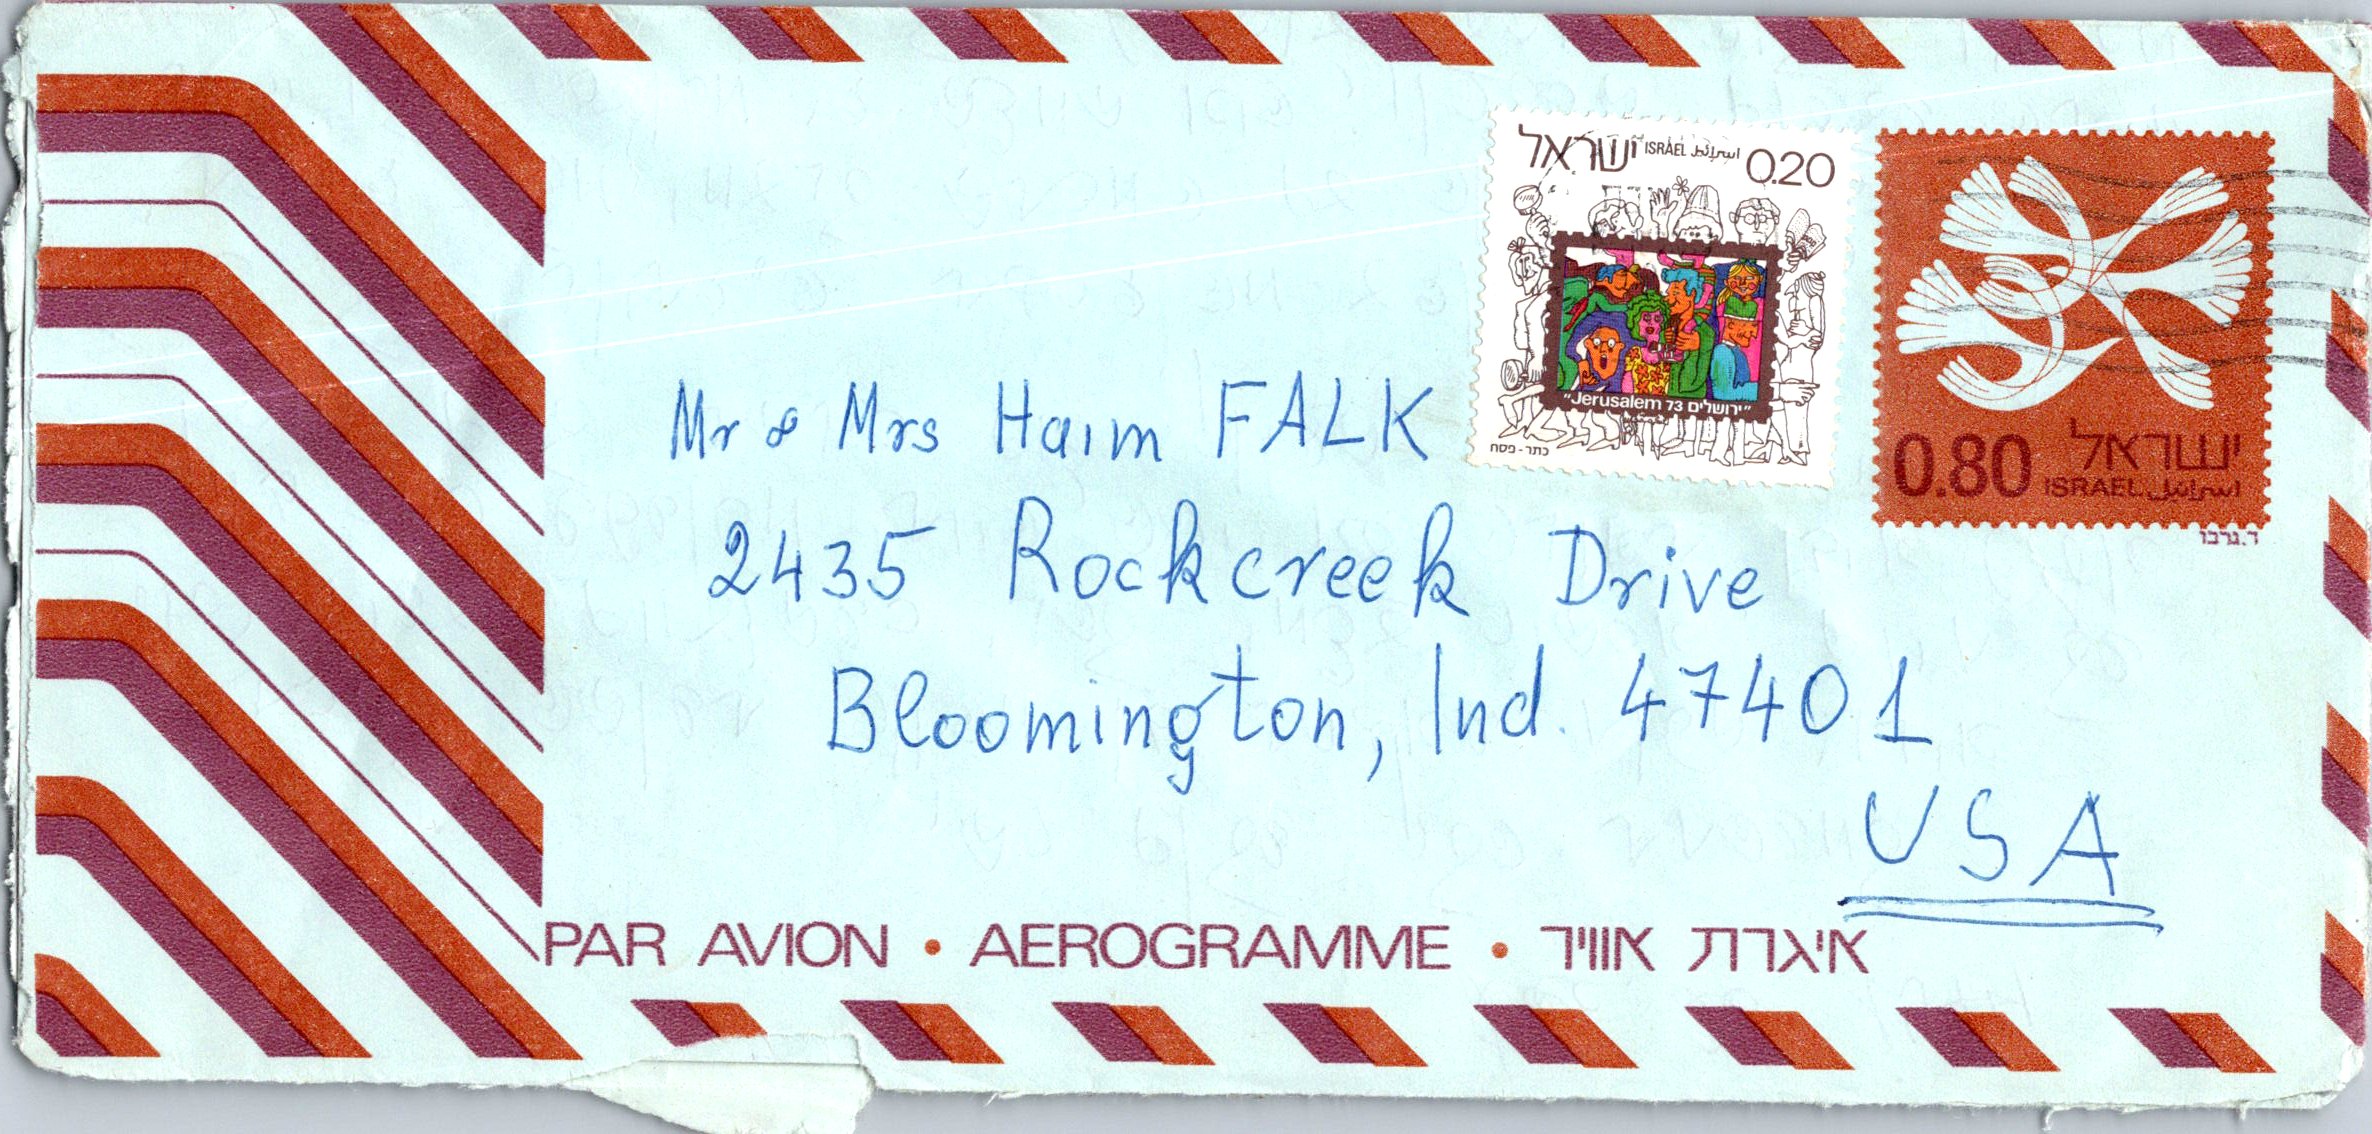 ישראל ISRAEL اسرائيل 0.20
"Jerusalem 73 ירושלים"
כתר - פסח
0.80 ישראל
ISRAEL اسرائيل
ד. גרבו
Mr & Mrs Haim FALK
2435 Rockcreek Drive
Bloomington, Ind. 47401
USA
PAR AVION • AEROGRAMME • איגרת אוויר